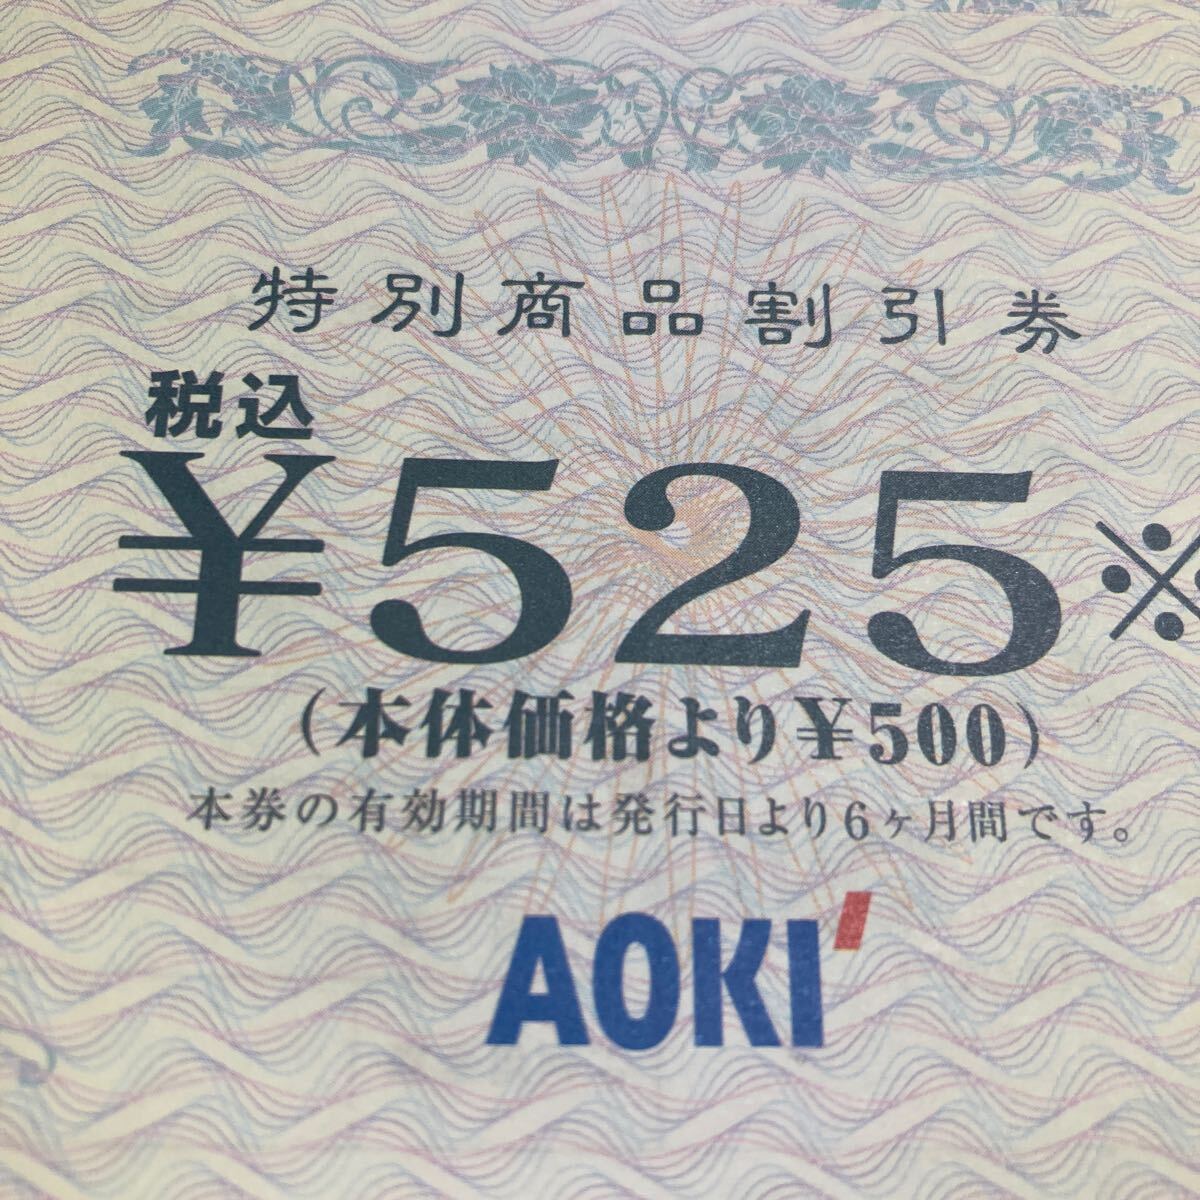 特別商品割引券
税込
¥525※
(本体価格より¥500)
本券の有効期間は発行日より6ヶ月間です。
AOKI'